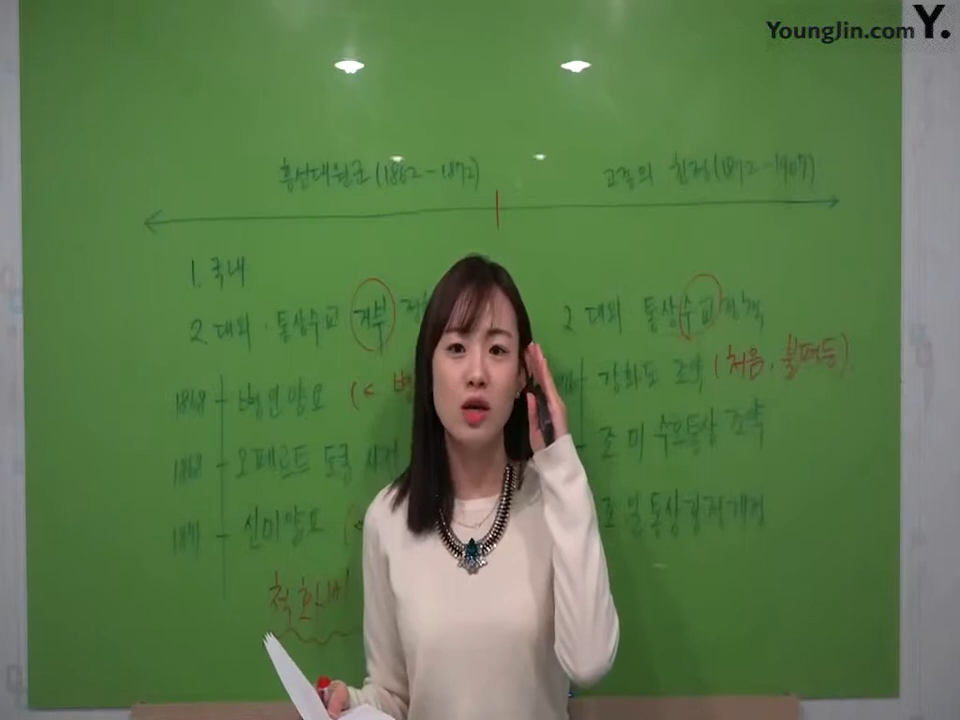 YoungJin.com Y.
흥선대원군 (1862-1872)
고종의 친정 (1872-1907)
1. 국내
2. 대외 · 통상수교 거부
2 대외 통상수교 정책
1868 병인양요 (<
강화도 조약 (처음, 불평등)
1868 오페르트 도굴 사건
조 미 수호통상 조약
1871 신미양요
조 일 통상장정 개정
척화비